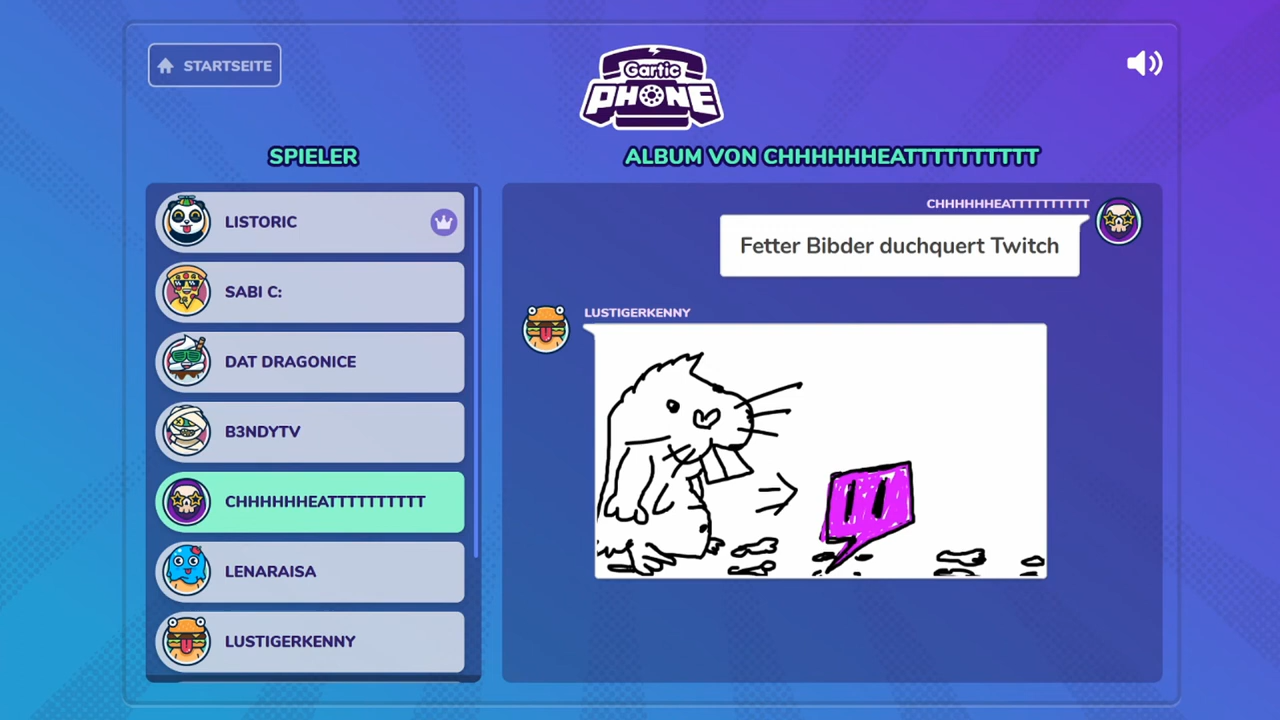 STARTSEITE
Gartic
PHONE
SPIELER
ALBUM VON CHHHHHHEATTTTTTTTTT
LISTORIC
SABI C:
DAT DRAGONICE
B3NDYTV
CHHHHHHEATTTTTTTTTT
LENARAISA
LUSTIGERKENNY
CHHHHHHEATTTTTTTTTT
Fetter Bibder duchquert Twitch
LUSTIGERKENNY